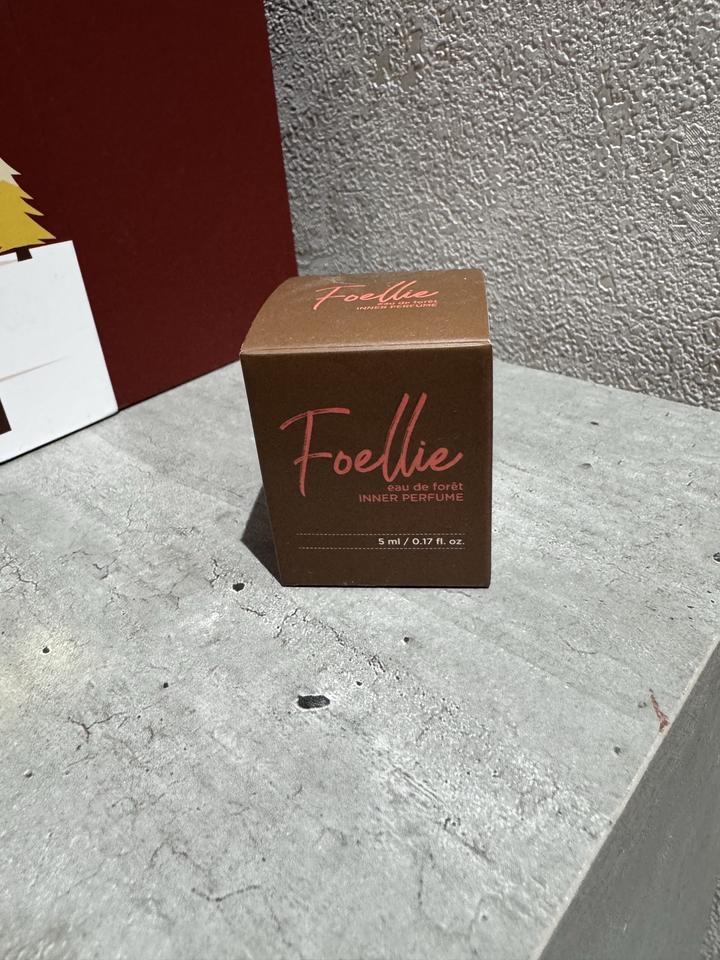 Foellie
eau de forêt
INNER PERFUME
Foellie
eau de forêt
INNER PERFUME
5 ml / 0.17 fl. oz.